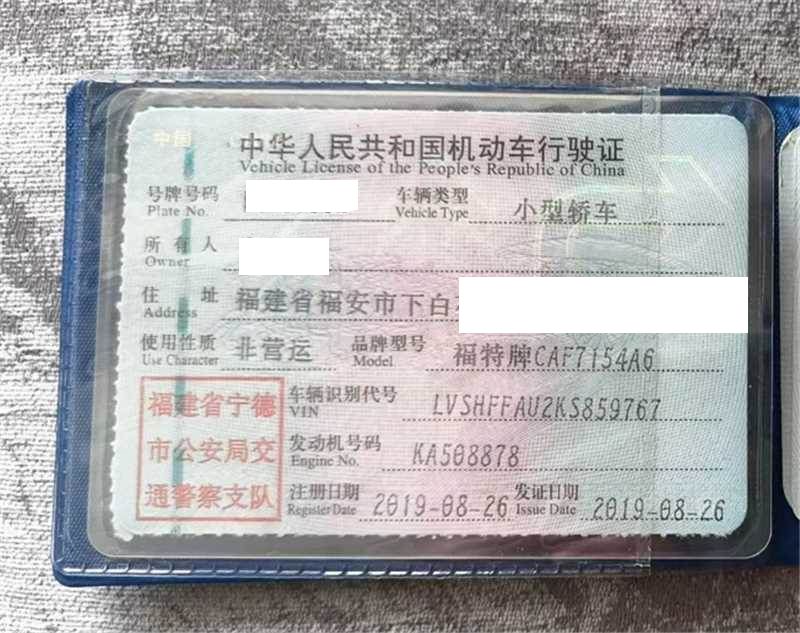 中国
中华人民共和国机动车行驶证
Vehicle License of the People's Republic of China
号牌号码 车辆类型 小型轿车
Plate No. Vehicle Type
所有人
Owner
住址 福建省福安市下白
Address
使用性质 非营运 品牌型号 福特牌CAF7154A6
Use Character Model
福建省宁德 车辆识别代号 LVSHFFAU2KS859767
VIN
市公安局交 发动机号码 KA508878
Engine No.
通警察支队 注册日期 2019-08-26 发证日期 2019-08-26
Register Date Issue Date